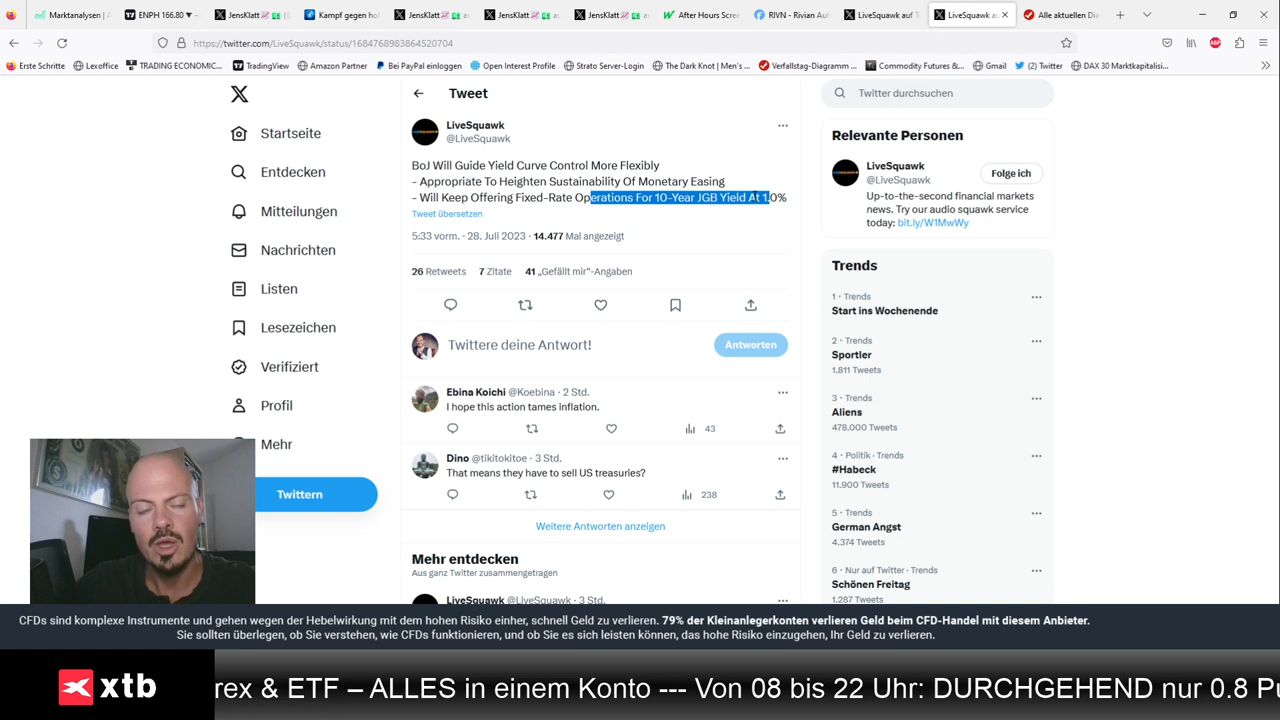 Marktanalysen |
ENPH 166.80
JensKlatt
Kampf gegen ho
JensKlatt
au
JensKlatt
au
JensKlatt
au
After Hours Scree
RIVN – Rivian Aut
LiveSquawk auf T
LiveSquawk au
Alle aktuellen Dia
https://twitter.com/LiveSquawk/status/1684768983864520704
Erste Schritte
Lexoffice
TRADING ECONOMIC...
TradingView
Amazon Partner
Bei PayPal einloggen
Open Interest Profile
Strato Server-Login
The Dark Knot | Men's ...
Verfallstag-Diagramm ...
Commodity Futures &...
Gmail
(2) Twitter
DAX 30 Marktkapitalisi...
Startseite
Entdecken
Mitteilungen
Nachrichten
Listen
Lesezeichen
Verifiziert
Profil
Mehr
Twittern
Tweet
LiveSquawk
@LiveSquawk
BoJ Will Guide Yield Curve Control More Flexibly
- Appropriate To Heighten Sustainability Of Monetary Easing
- Will Keep Offering Fixed-Rate Operations For 10-Year JGB Yield At 1.0%
Tweet übersetzen
5:33 vorm. · 28. Juli 2023 · 14.477 Mal angezeigt
26 Retweets 7 Zitate 41 „Gefällt mir"-Angaben
Twittere deine Antwort!
Antworten
Ebina Koichi @Koebina · 2 Std.
I hope this action tames inflation.
43
Dino @tikitokitoe · 3 Std.
That means they have to sell US treasuries?
238
Weitere Antworten anzeigen
Mehr entdecken
Aus ganz Twitter zusammengetragen
LiveSquawk @LiveSquawk · 3 Std.
Twitter durchsuchen
Relevante Personen
LiveSquawk
@LiveSquawk
Folge ich
Up-to-the-second financial markets
news. Try our audio squawk service
today: bit.ly/W1MwWy
Trends
1 · Trends
Start ins Wochenende
2 · Trends
Sportler
1.811 Tweets
3 · Trends
Aliens
478.000 Tweets
4 · Politik · Trends
#Habeck
11.900 Tweets
5 · Trends
German Angst
4.374 Tweets
6 · Nur auf Twitter · Trends
Schönen Freitag
1.287 Tweets
CFDs sind komplexe Instrumente und gehen wegen der Hebelwirkung mit dem hohen Risiko einher, schnell Geld zu verlieren. 79% der Kleinanlegerkonten verlieren Geld beim CFD-Handel mit diesem Anbieter.
Sie sollten überlegen, ob Sie verstehen, wie CFDs funktionieren, und ob Sie es sich leisten können, das hohe Risiko einzugehen, Ihr Geld zu verlieren.
xtb
rex & ETF – ALLES in einem Konto --- Von 08 bis 22 Uhr: DURCHGEHEND nur 0.8 Pu